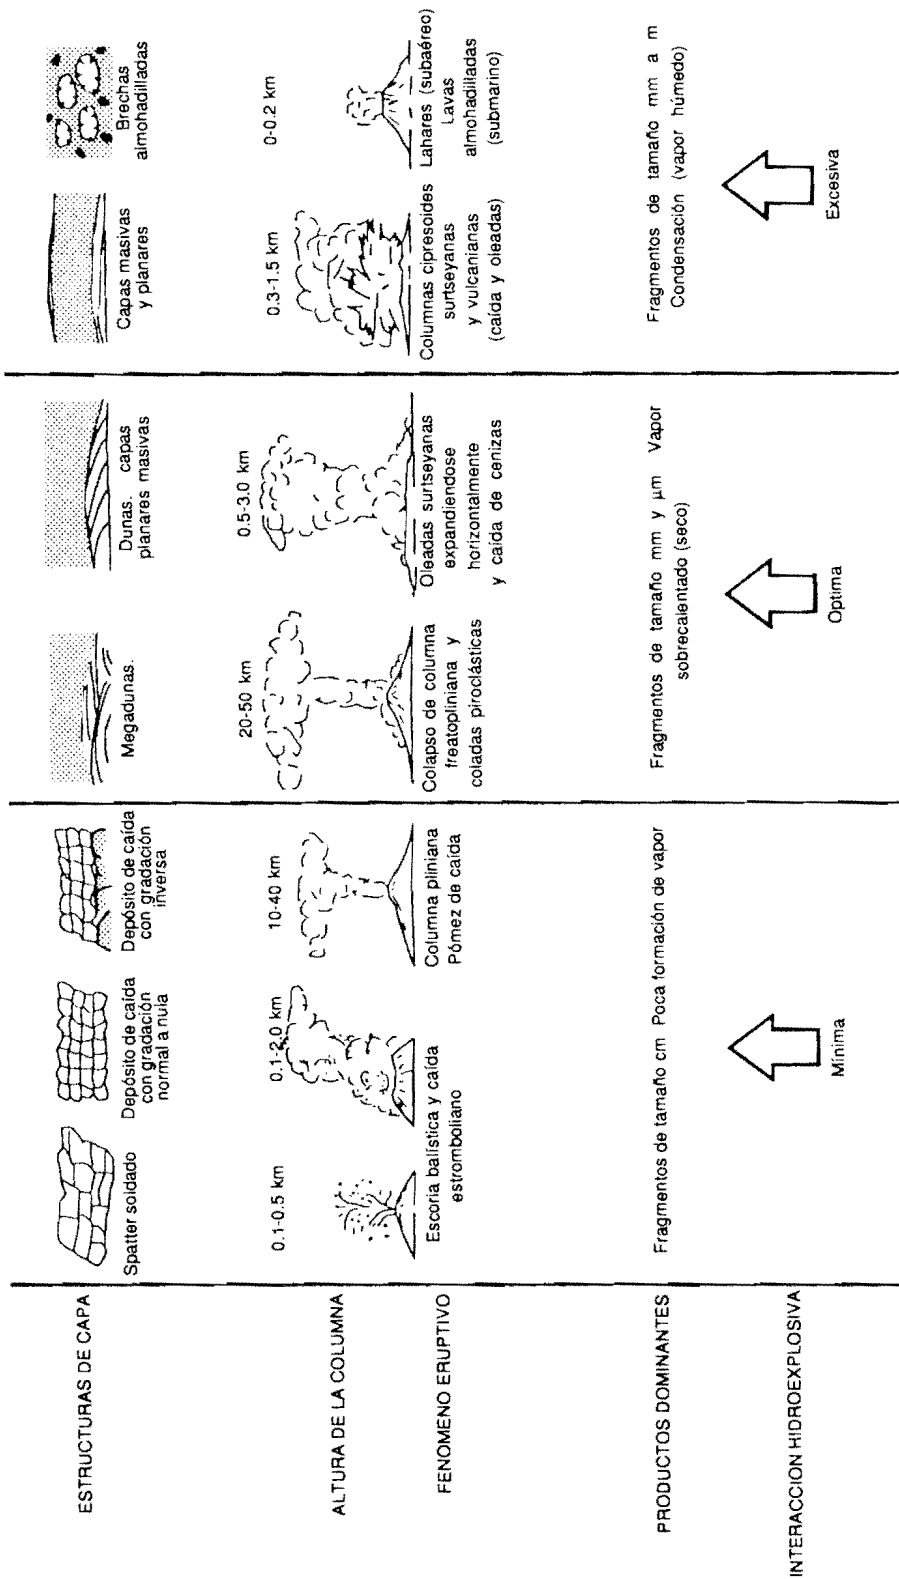 ESTRUCTURAS DE CAPA
Spatter soldado
Depósito de caída
con gradación
normal a nula
Depósito de caída
con gradación
inversa
Megadunas.
Dunas. capas
planares masivas
Capas masivas
y planares
Brechas
almohadilladas
ALTURA DE LA COLUMNA
0.1-0.5 km
0.1-2.0 km
10-40 km
20-50 km
0.5-3.0 km
0.3-1.5 km
0-0.2 km
FENOMENO ERUPTIVO
Escoria balística y caída
estromboliano
Columna pliniana
Pómez de caída
Colapso de columna
freatopliniana y
coladas piroclásticas
Oleadas surtseyanas
expandiendose
horizontalmente
y caída de cenizas
Columnas cipresoides
surtseyanas
y vulcanianas
(caída y oleadas)
Lahares (subaéreo)
Lavas
almohadilladas
(submarino)
PRODUCTOS DOMINANTES
Fragmentos de tamaño cm Poca formación de vapor
Fragmentos de tamaño mm y µm Vapor
sobrecalentado (seco)
Fragmentos de tamaño mm a m
Condensación (vapor húmedo)
INTERACCION HIDROEXPLOSIVA
Mínima
Optima
Excesiva